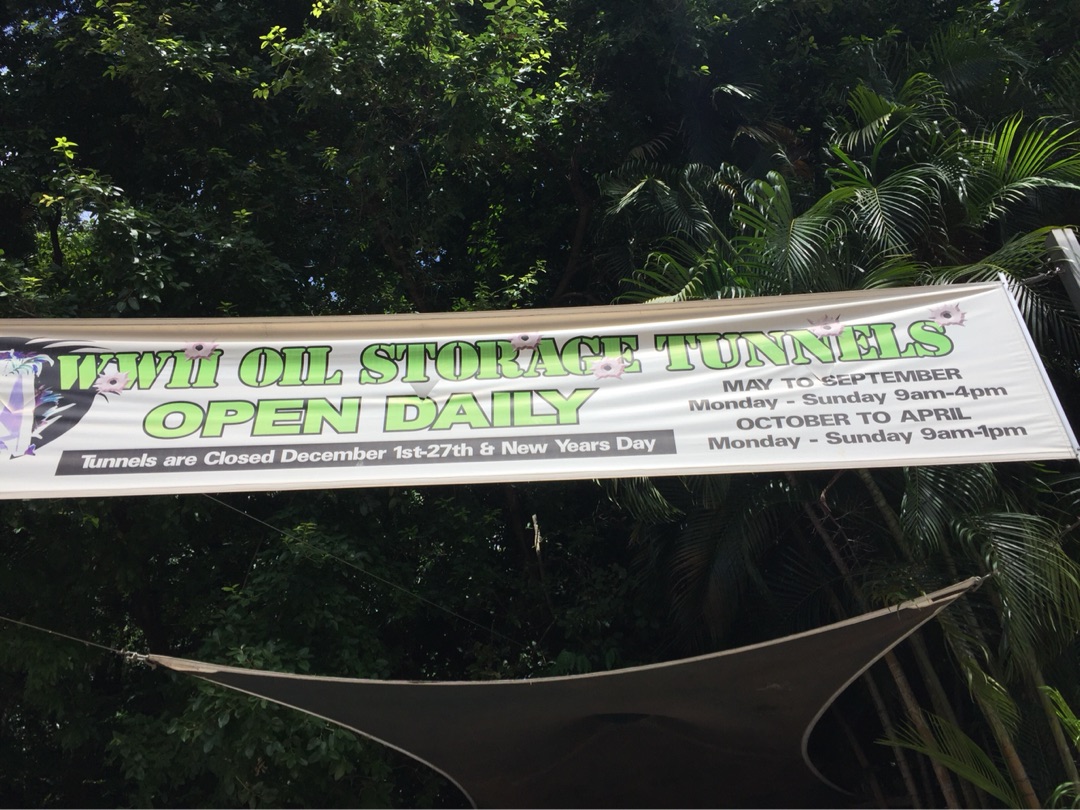 WWII OIL STORAGE TUNNELS
OPEN DAILY
Tunnels are Closed December 1st-27th & New Years Day
MAY TO SEPTEMBER
Monday - Sunday 9am-4pm
OCTOBER TO APRIL
Monday - Sunday 9am-1pm